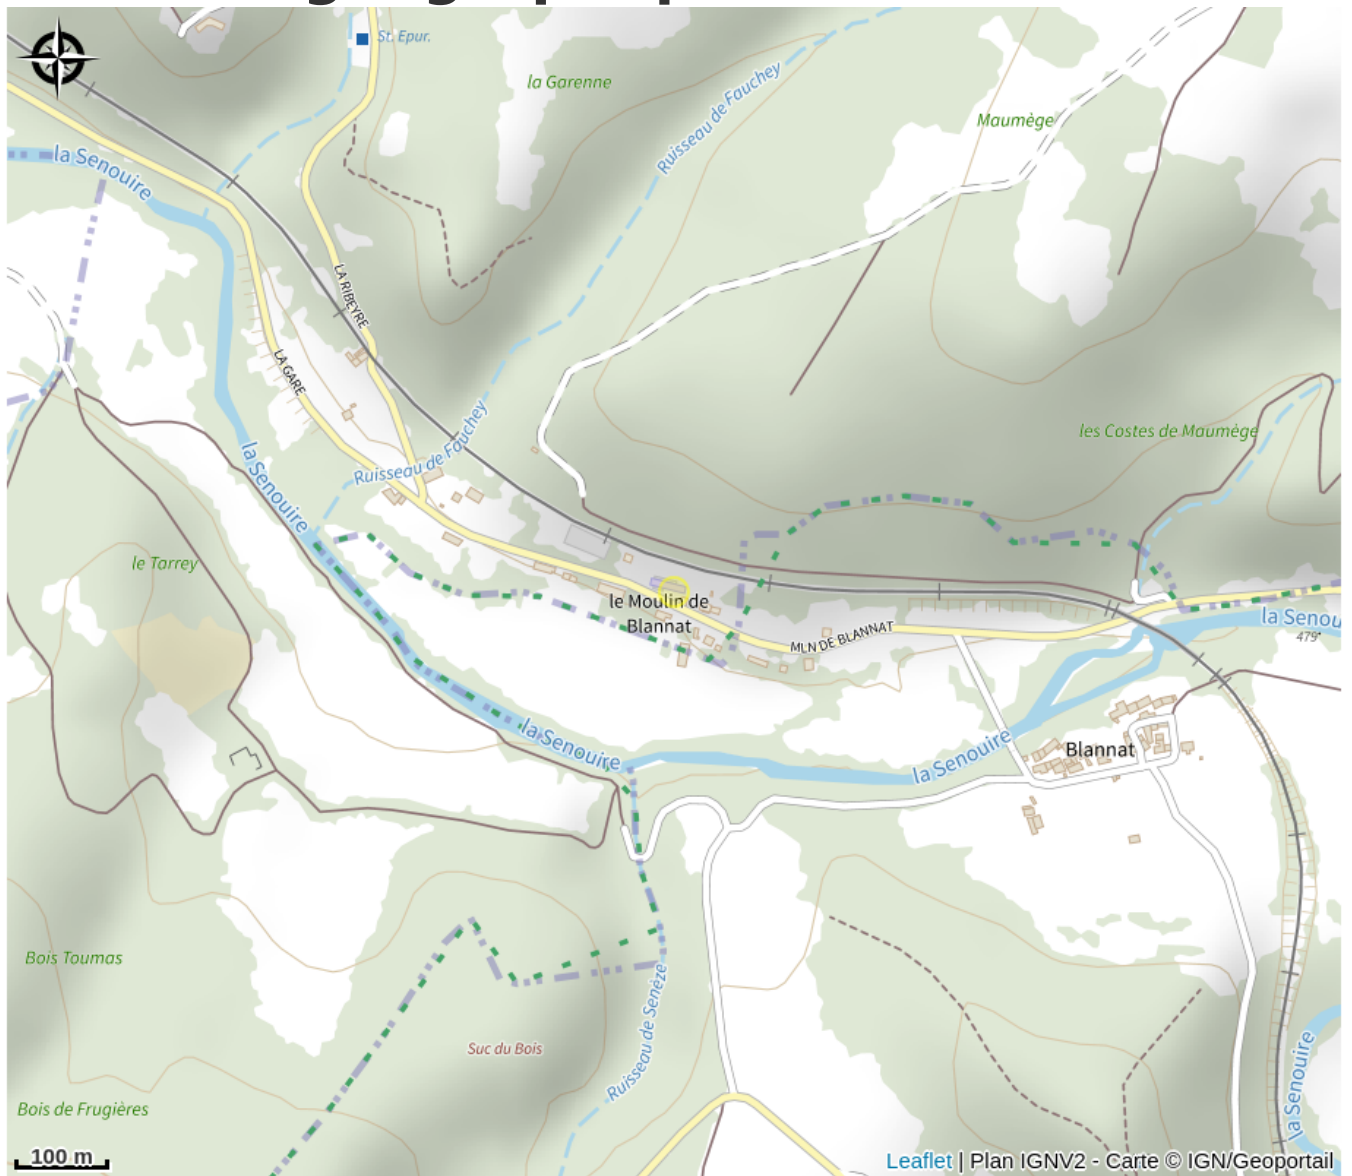 St. Epur.
la Garenne
Ruisseau de Fauchey
Maumège
la Senouire
LA RIBEYRE
LA GARE
les Costes de Maumège
Ruisseau de Fauchey
la Senouire
le Tarrey
le Moulin de
Blannat
MLN DE BLANNAT
la Senou
479
la Senouire
la Senouire
Blannat
Bois Toumas
Suc du Bois
Ruisseau de Senèze
la Senouire
Bois de Frugières
100 m
Leaflet | Plan IGNV2 - Carte © IGN/Geoportail